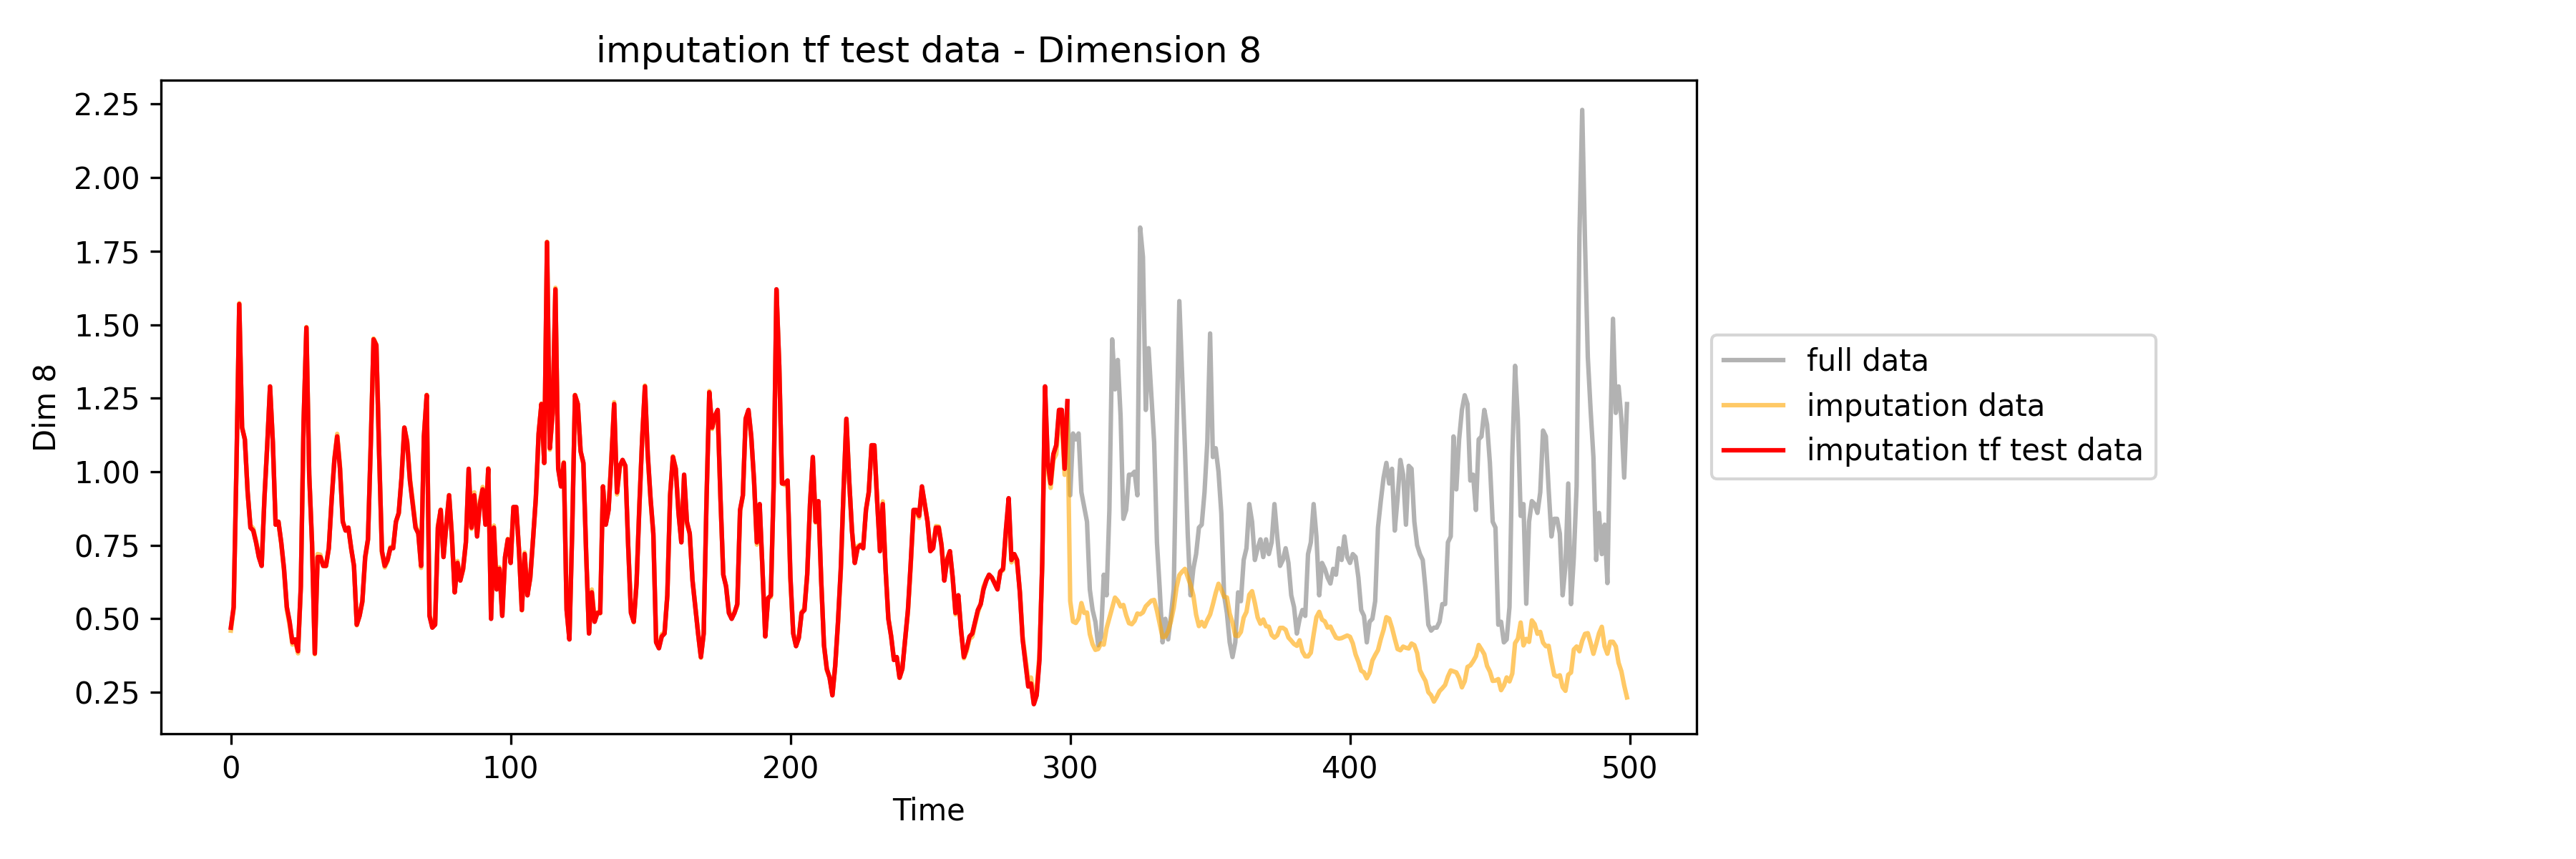 imputation tf test data - Dimension 8
2.25
2.00
1.75
1.50
1.25
1.00
0.75
0.50
0.25
Dim 8
0 100 200 300 400 500
Time
full data
imputation data
imputation tf test data